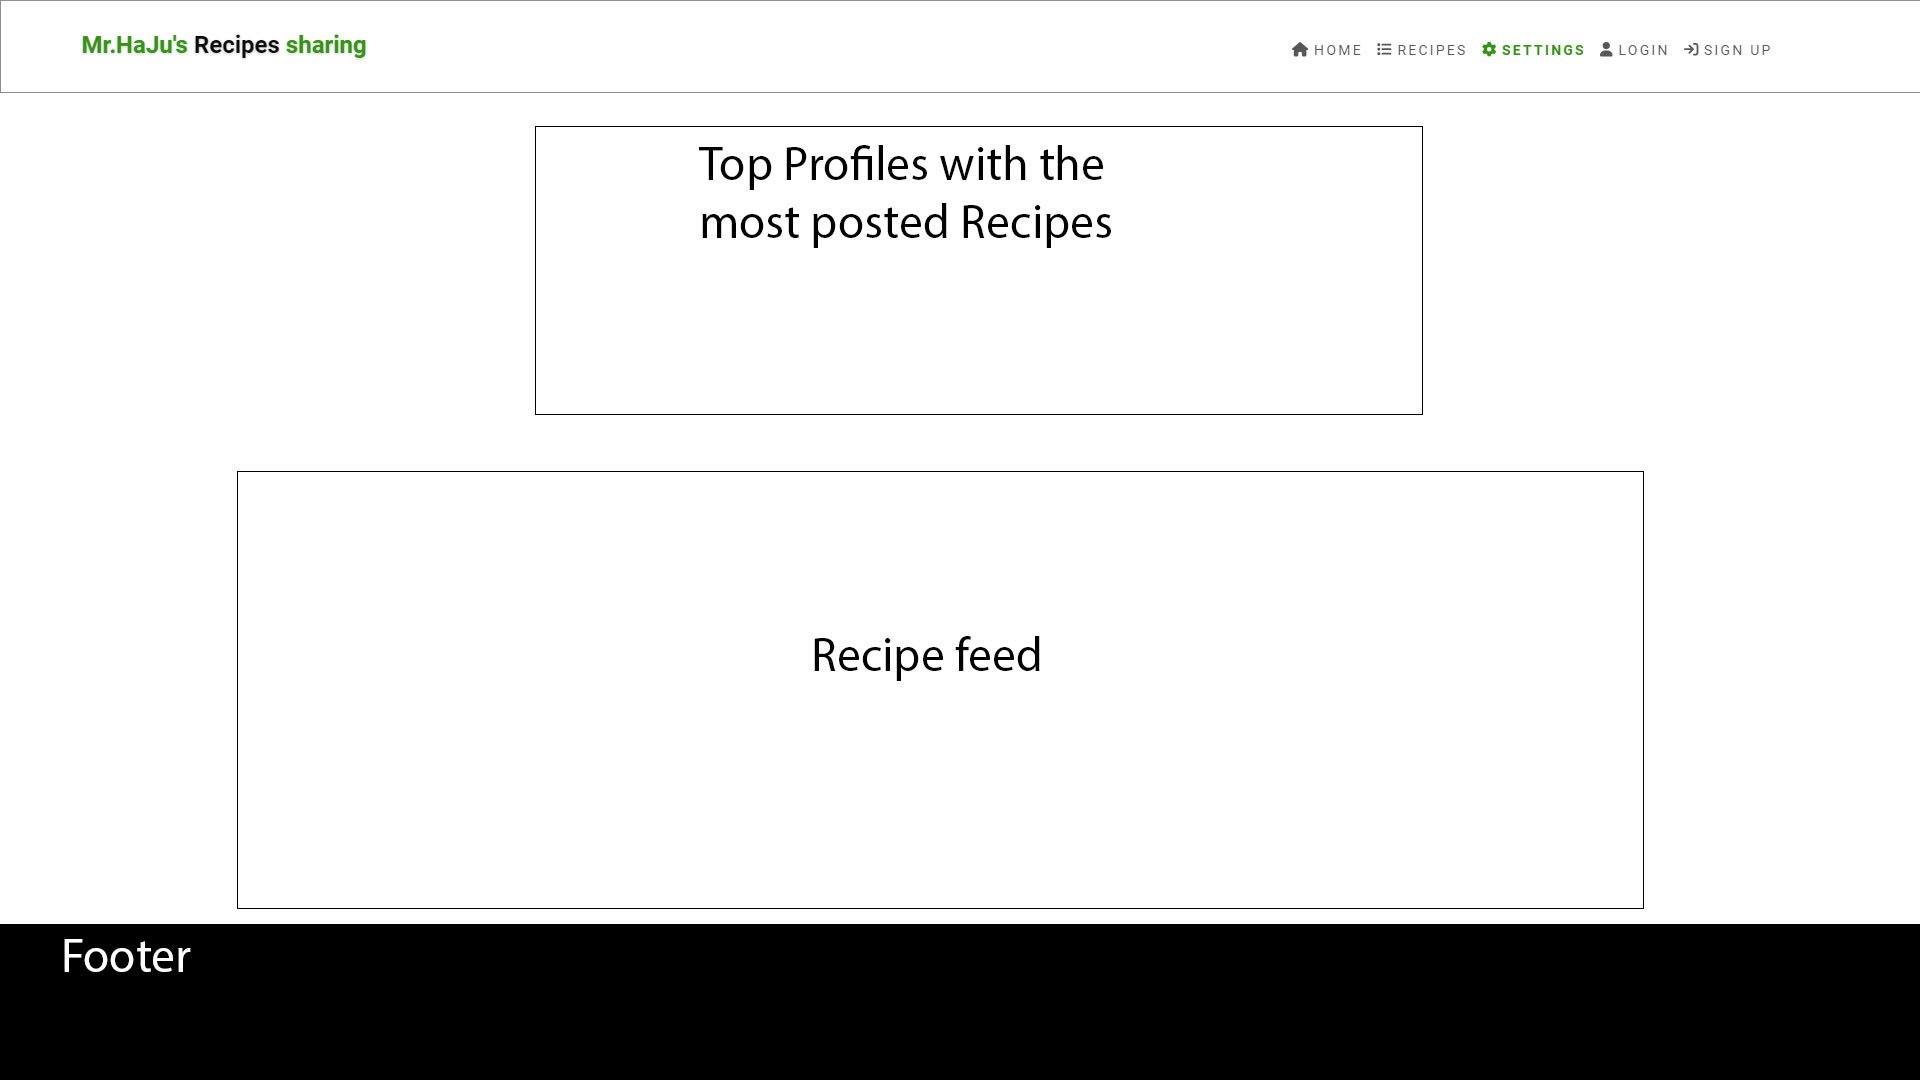 Mr.HaJu's Recipes sharing
HOME RECIPES SETTINGS LOGIN SIGN UP
Top Profiles with the
most posted Recipes
Recipe feed
Footer